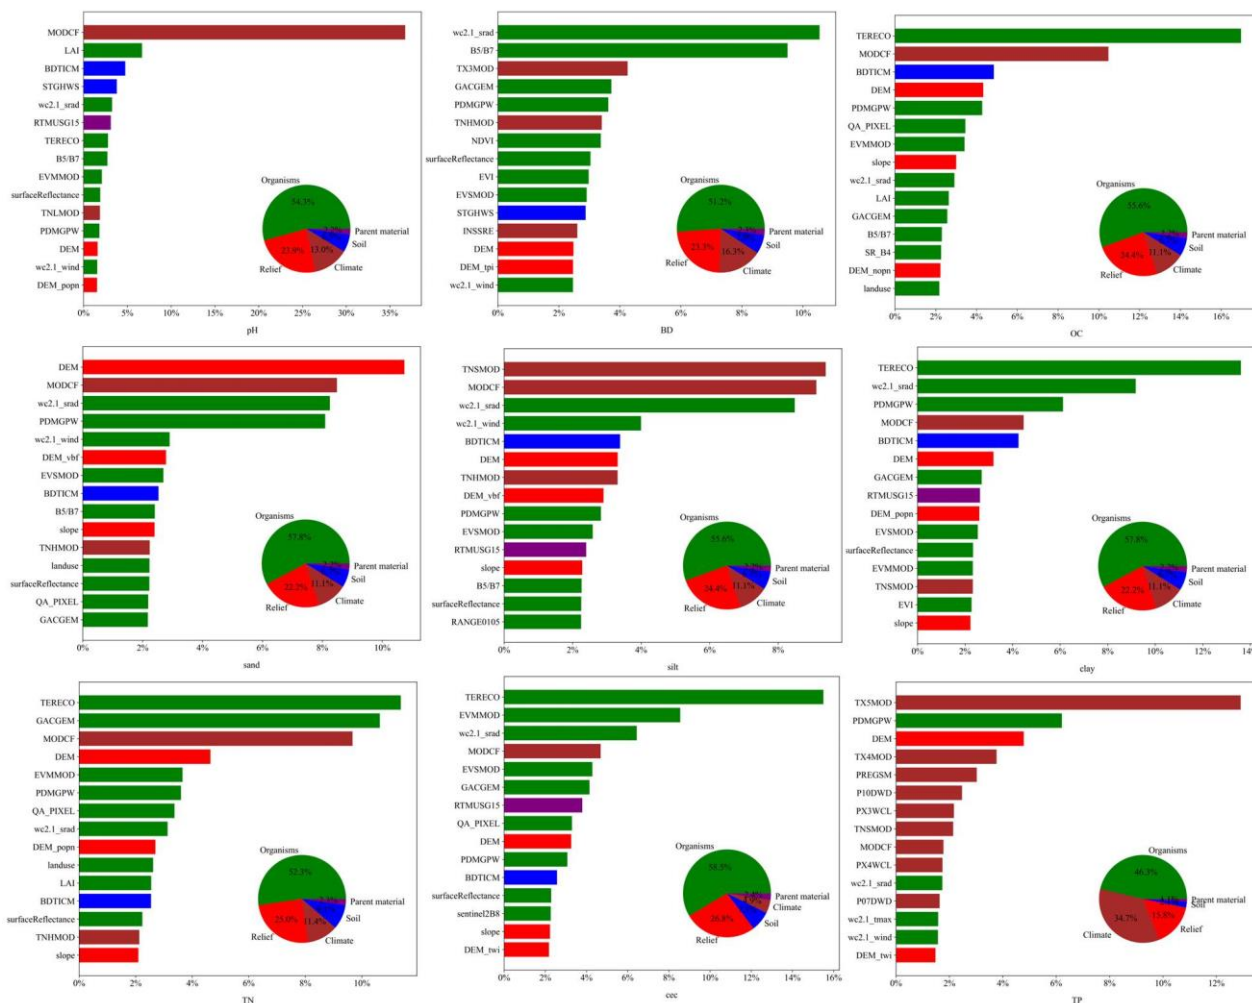 MODCF
LAI
BDTICM
STGHWS
wc2.1_srad
RTMUSG15
TERECO
B5/B7
EVMMOD
surfaceReflectance
TNLMOD
PDMGPW
DEM
wc2.1_wind
DEM_popn
0% 5% 10% 15% 20% 25% 30% 35%
pH
Organisms
54.3%
Parent material
Soil
13.0%
Climate
23.9%
Relief
wc2.1_srad
B5/B7
TX3MOD
GACGEM
PDMGPW
TNHMOD
NDVI
surfaceReflectance
EVI
EVSMOD
STGHWS
INSSRE
DEM
DEM_tpi
wc2.1_wind
0% 2% 4% 6% 8% 10%
BD
Organisms
51.2%
Parent material
Soil
16.3%
Climate
Relief
TERECO
MODCF
BDTICM
DEM
PDMGPW
QA_PIXEL
EVMMOD
slope
wc2.1_srad
LAI
GACGEM
B5/B7
SR_B4
DEM_nopn
landuse
0% 2% 4% 6% 8% 10% 12% 14% 16%
OC
Organisms
55.6%
Parent material
Soil
11.1%
Climate
24.4%
Relief
DEM
MODCF
wc2.1_srad
PDMGPW
wc2.1_wind
DEM_vbf
EVSMOD
BDTICM
B5/B7
slope
TNHMOD
landuse
surfaceReflectance
QA_PIXEL
GACGEM
0% 2% 4% 6% 8% 10%
sand
Organisms
57.8%
Parent material
Soil
11.1%
Climate
22.2%
Relief
TNSMOD
MODCF
wc2.1_srad
wc2.1_wind
BDTICM
DEM
TNHMOD
DEM_vbf
PDMGPW
EVSMOD
RTMUSG15
slope
B5/B7
surfaceReflectance
RANGE0105
0% 2% 4% 6% 8%
silt
Organisms
55.6%
Parent material
Soil
11.1%
Climate
24.4%
Relief
TERECO
wc2.1_srad
PDMGPW
MODCF
BDTICM
DEM
GACGEM
RTMUSG15
DEM_popn
EVSMOD
surfaceReflectance
EVMMOD
TNSMOD
EVI
slope
0% 2% 4% 6% 8% 10% 12%
clay
Organisms
57.8%
Parent material
Soil
11.1%
Climate
22.2%
Relief
TERECO
GACGEM
MODCF
DEM
EVMMOD
PDMGPW
QA_PIXEL
wc2.1_srad
DEM_popn
landuse
LAI
BDTICM
surfaceReflectance
TNHMOD
slope
0% 2% 4% 6% 8% 10%
TN
Organisms
52.3%
Parent material
Soil
11.4%
Climate
25.0%
Relief
TERECO
EVMMOD
wc2.1_srad
MODCF
EVSMOD
GACGEM
RTMUSG15
QA_PIXEL
DEM
PDMGPW
BDTICM
surfaceReflectance
sentinel2B8
slope
DEM_twi
0% 2% 4% 6% 8% 10% 12% 14% 16%
cec
Organisms
Parent material
Climate
Soil
26.8%
Relief
TX5MOD
PDMGPW
DEM
TX4MOD
PREGSM
P10DWD
PX3WCL
TNSMOD
MODCF
PX4WCL
wc2.1_srad
P07DWD
wc2.1_tmax
wc2.1_wind
DEM_twi
0% 2% 4% 6% 8% 10% 12%
TP
Organisms
46.3%
Parent material
Soil
Relief
34.7%
Climate